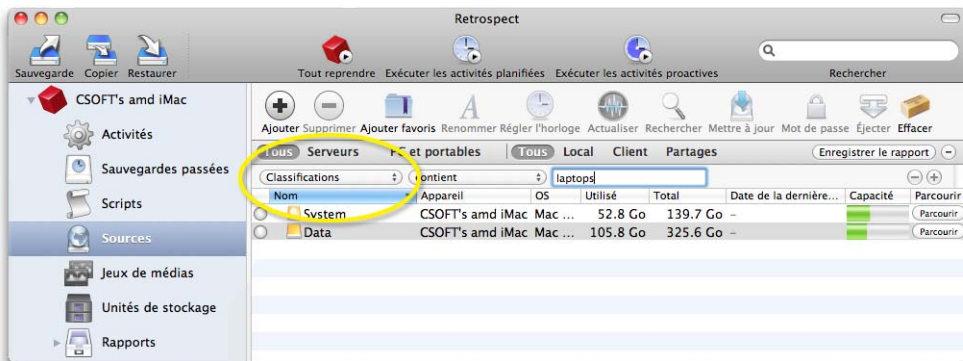 Retrospect
Sauvegarde Copier Restaurer Tout reprendre Exécuter les activités planifiées Exécuter les activités proactives Rechercher
CSOFT's amd iMac
Activités
Sauvegardes passées
Scripts
Sources
Jeux de médias
Unités de stockage
Rapports
Ajouter Supprimer Ajouter favoris Renommer Régler l'horloge Actualiser Rechercher Mettre à jour Mot de passe Éjecter Effacer
Tous Serveurs PC et portables Tous Local Client Partages Enregistrer le rapport
Classifications contient laptops
Nom Appareil OS Utilisé Total Date de la dernière... Capacité Parcourir
System CSOFT's amd iMac Mac ... 52.8 Go 139.7 Go – Parcourir
Data CSOFT's amd iMac Mac ... 105.8 Go 325.6 Go – Parcourir